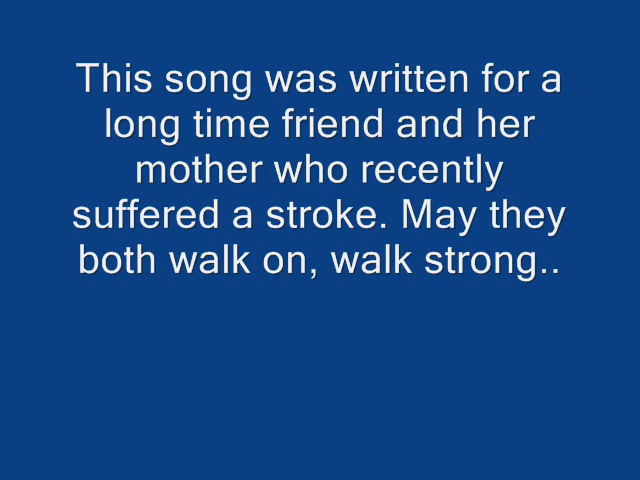 This song was written for a
long time friend and her
mother who recently
suffered a stroke. May they
both walk on, walk strong..